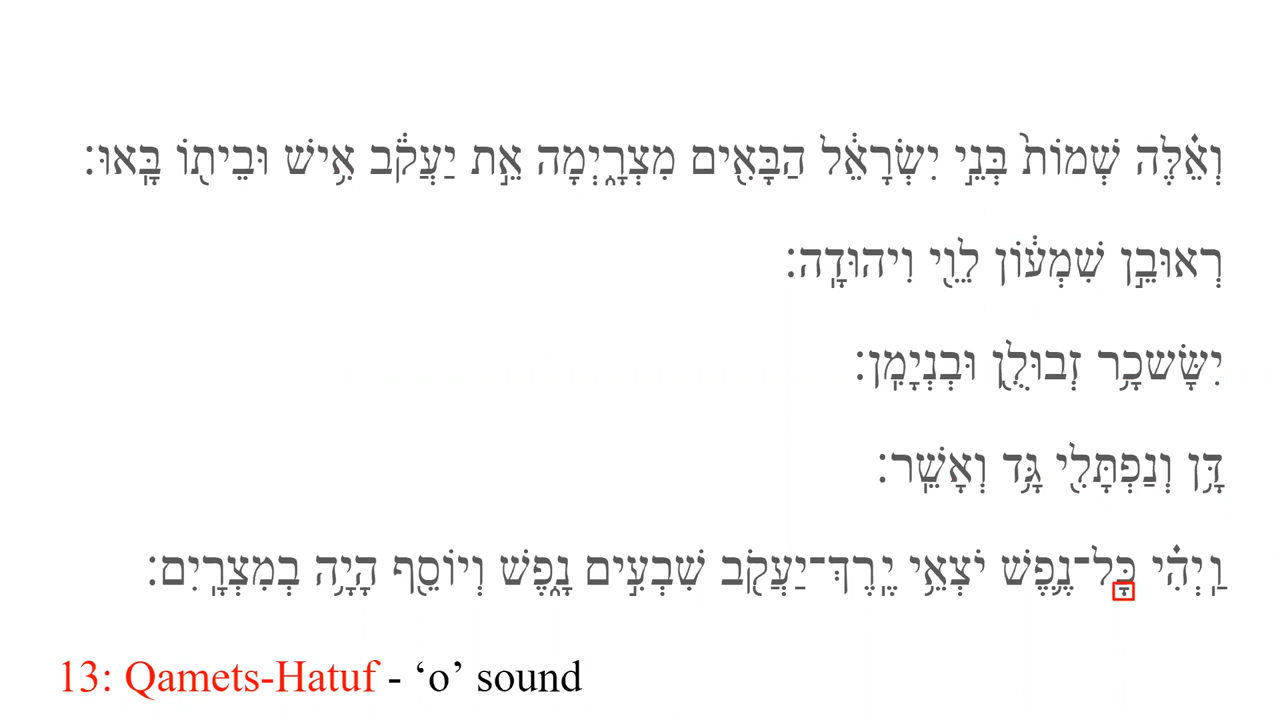 וְאֵ֗לֶּה שְׁמוֹת֙ בְּנֵ֣י יִשְׂרָאֵ֔ל הַבָּאִ֖ים מִצְרָ֑יְמָה אֵ֣ת יַעֲקֹ֔ב אִ֥ישׁ וּבֵית֖וֹ בָּֽאוּ׃
רְאוּבֵ֣ן שִׁמְע֔וֹן לֵוִ֖י וִיהוּדָֽה׃
יִשָּׂשכָ֥ר זְבוּלֻ֖ן וּבְנְיָמִֽן׃
דָּ֥ן וְנַפְתָּלִ֖י גָּ֥ד וְאָשֵֽׁר׃
וַֽיְהִ֗י כָּל־נֶ֛פֶשׁ יֹצְאֵ֥י יֶֽרֶךְ־יַעֲקֹ֖ב שִׁבְעִ֣ים נָ֑פֶשׁ וְיוֹסֵ֖ף הָיָ֥ה בְמִצְרָֽיִם׃
13: Qamets-Hatuf - ‘o’ sound